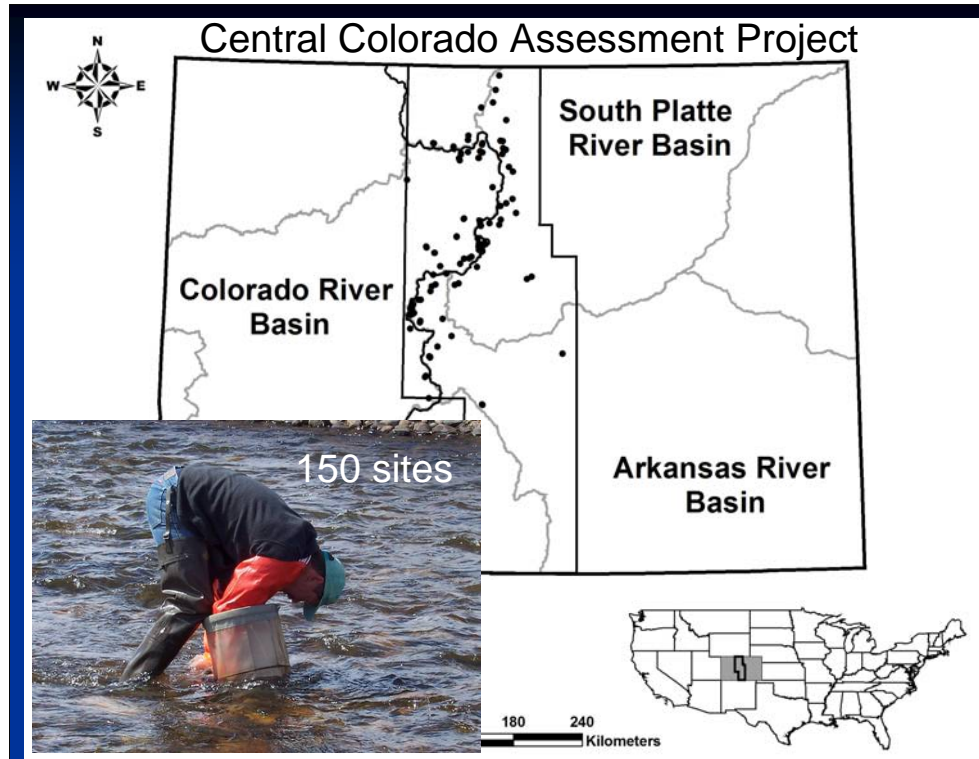 Central Colorado Assessment Project
N
W E
S
South Platte
River Basin
Colorado River
Basin
150 sites
Arkansas River
Basin
180 240
Kilometers